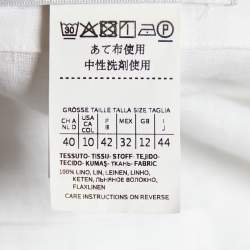 30 P
あて布使用
中性洗剤使用
GRÖSSE TAILLE TALLA SIZE TAGLIA
CH A USA F MEX GB I
NL D CA COL B
40 10 42 32 12 44
TESSUTO-TISSU-STOFF-TEJIDO-
TECIDO-KUMAŞ-TKAHЬ-FABRIC
100% LINO, LIN, LEINEN, LINHO,
KETEN, ЛЬНЯНОЕ ВОЛОКНО,
FLAXLINEN
CARE INSTRUCTIONS ON REVERSE